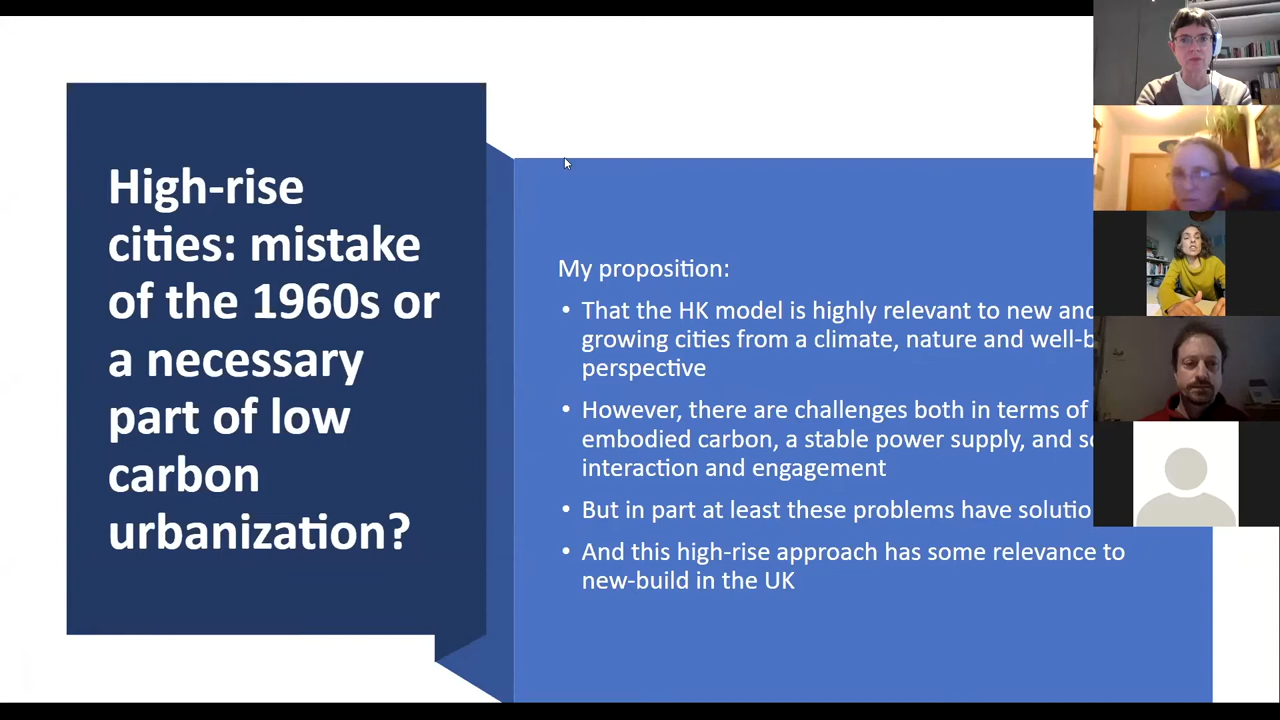 High-rise
cities: mistake
of the 1960s or
a necessary
part of low
carbon
urbanization?
My proposition:
• That the HK model is highly relevant to new and
growing cities from a climate, nature and well-b
perspective
• However, there are challenges both in terms of
embodied carbon, a stable power supply, and so
interaction and engagement
• But in part at least these problems have solutio
• And this high-rise approach has some relevance to
new-build in the UK